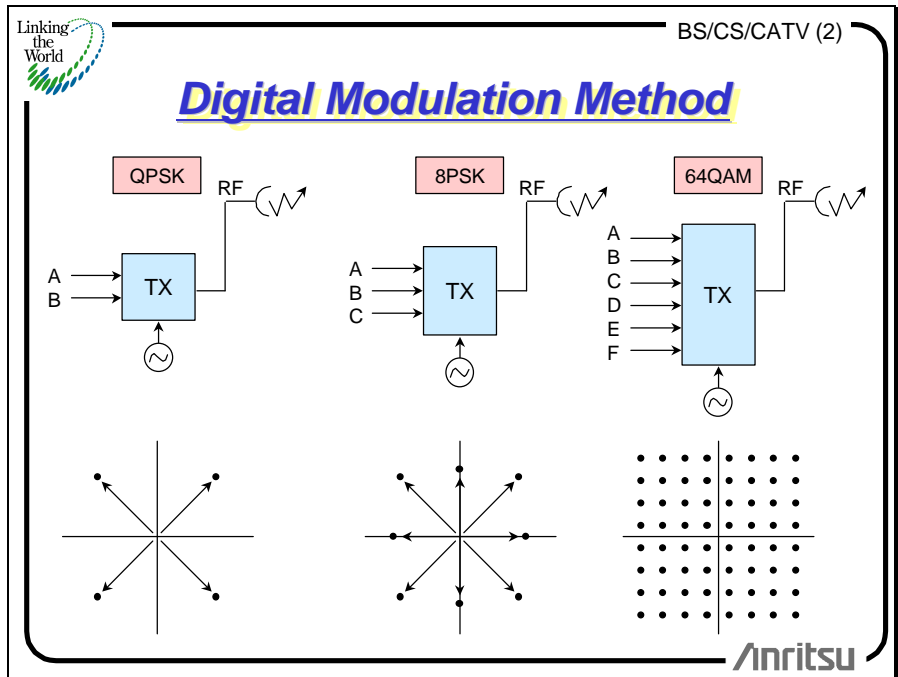 Linking
the
World
BS/CS/CATV (2)
Digital Modulation Method
QPSK
RF
A
B
TX
8PSK
RF
A
B
C
TX
64QAM
RF
A
B
C
D
E
F
TX
Anritsu